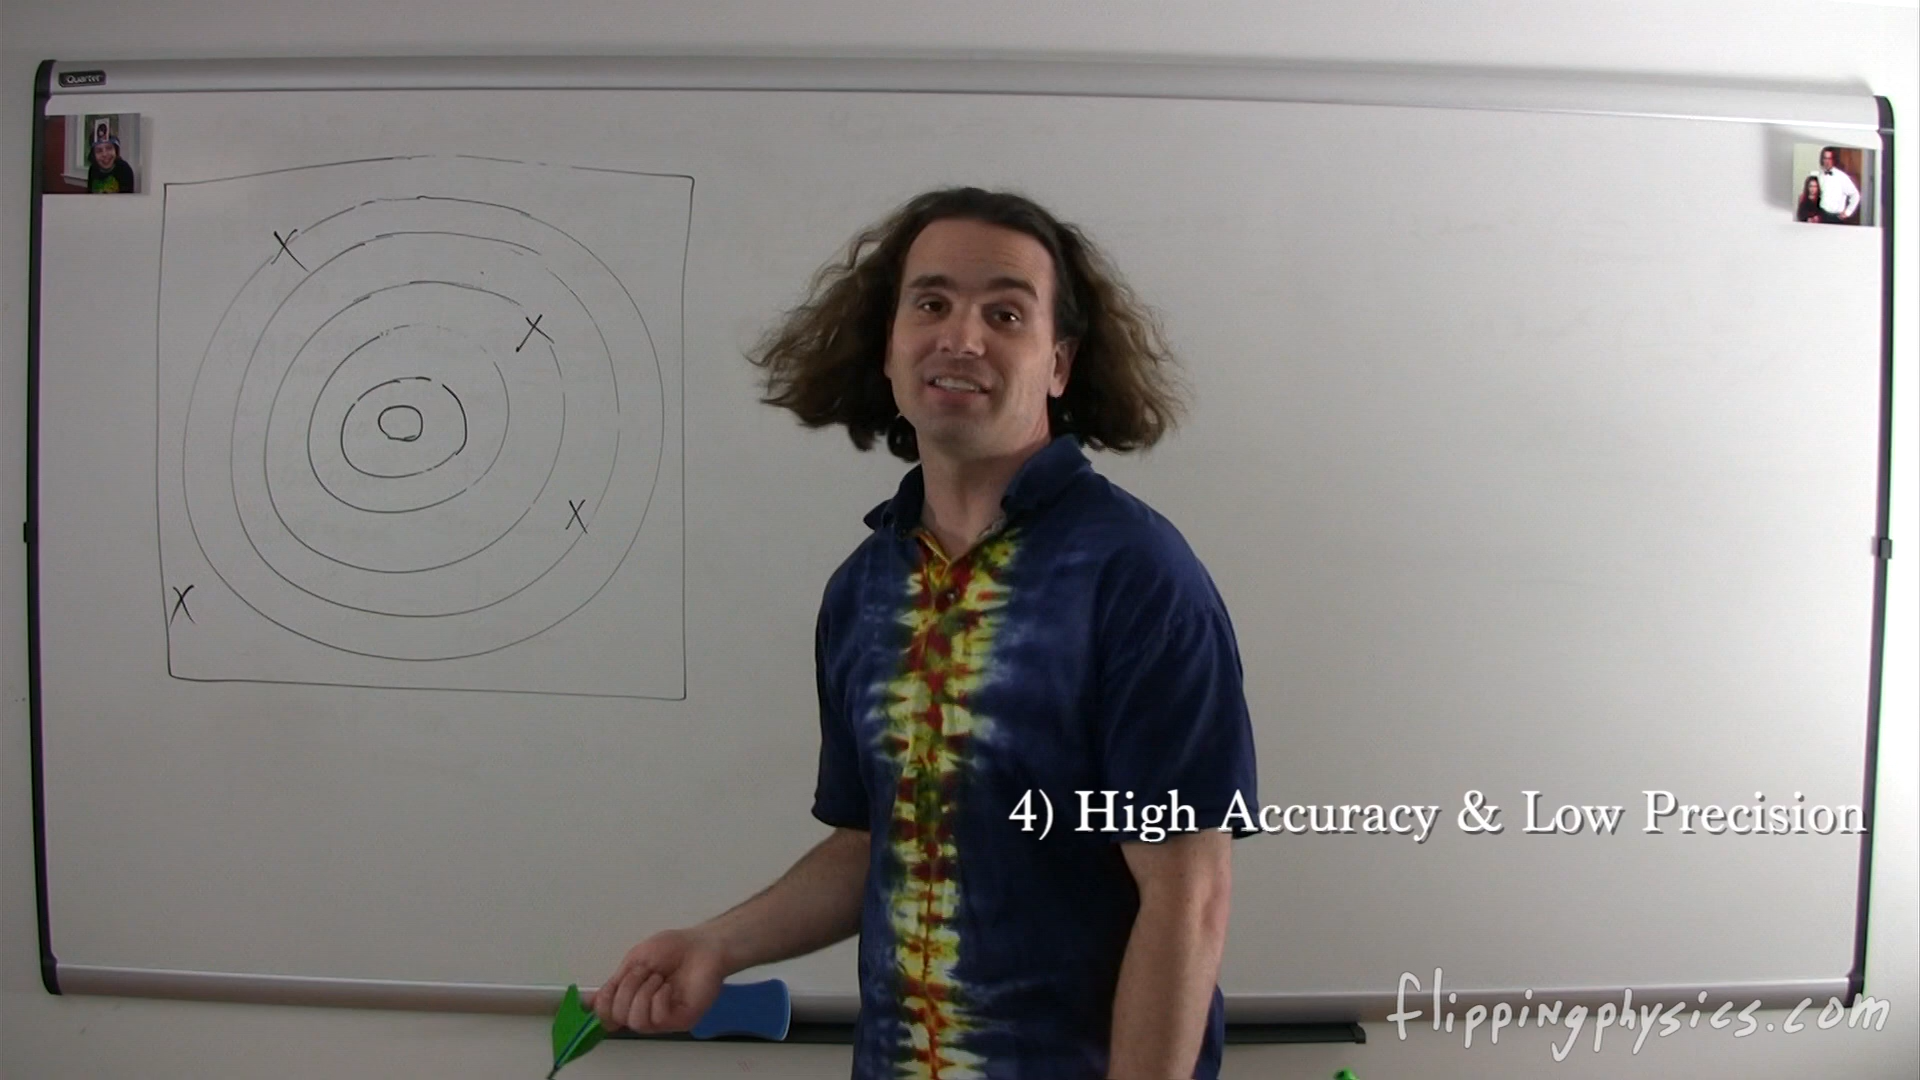 Quartet
X
X
X
X
4) High Accuracy & Low Precision
flippingphysics.com